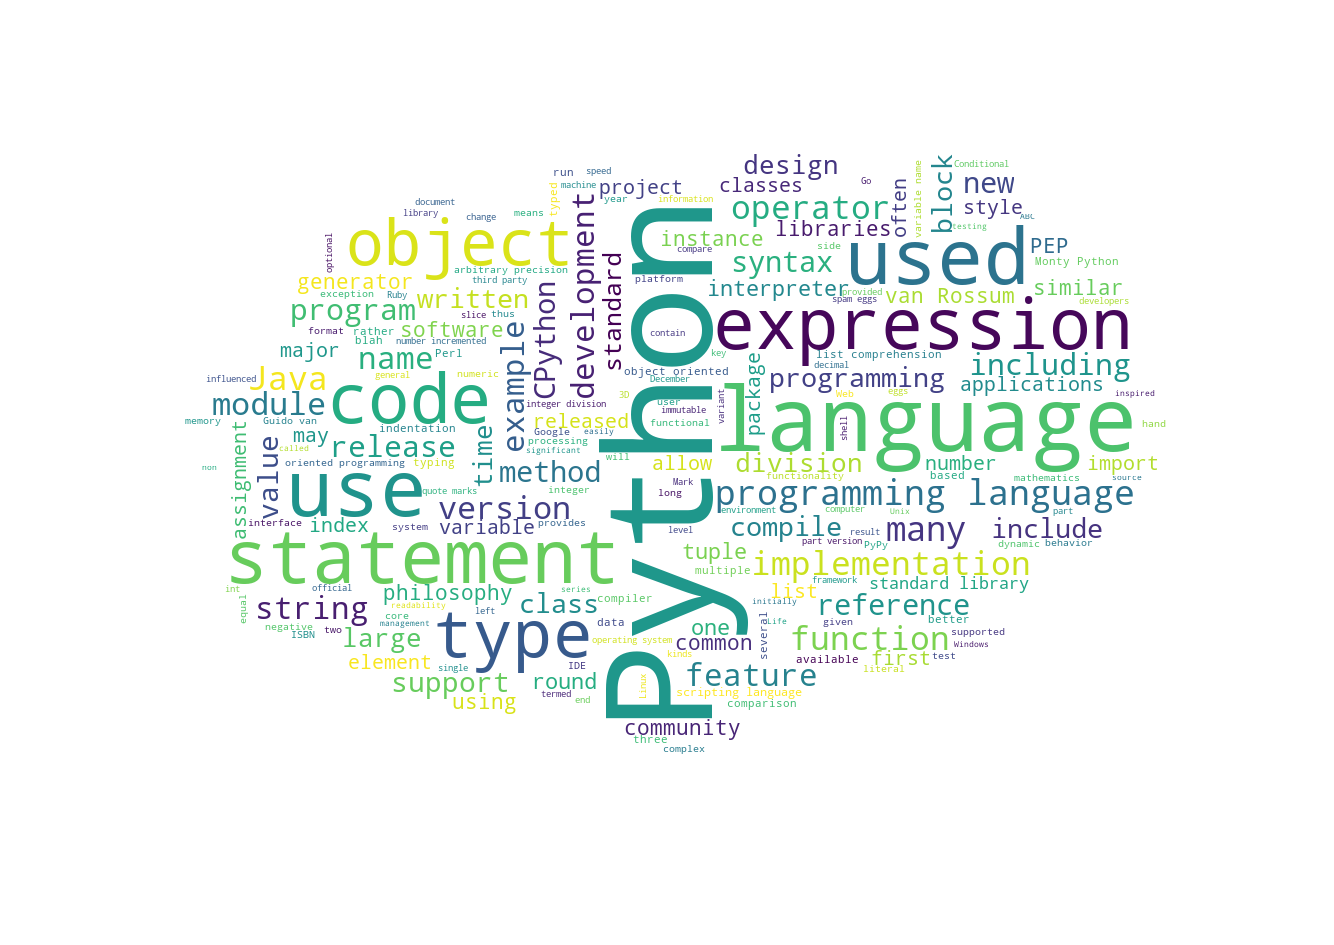 design
Conditional
run
speed
block
classes
Go
new
machine
project
often
variable name
document
year
information
style
library
change
means
typed
operator
ABC
libraries
testing
optional
object
development
Python
instance
compare
side
used
PEP
Monty Python
standard
syntax
arbitrary precision
third party
platform
generator
interpreter
provided
similar
exception
Ruby
written
CPython
spam eggs
van Rossum
developers
program
slice
thus
format
rather
software
example
contain
expression
blah
number incremented
major
name
Perl
key
list comprehension
including
package
decimal
object oriented
influenced
Java
general
numeric
December
programming
applications
code
3D
user
Web
eggs
inspired
module
integer division
immutable
variant
language
memory
Guido van
released
functional
shell
hand
may
indentation
Google
easily
assignment
value
called
release
time
processing
significant
will
non
oriented programming
typing
allow
division
number
import
method
functionality
based
mathematics
source
use
quote marks
integer
Mark
long
programming language
version
environment
computer
Unix
part
interface
index
system
variable
provides
level
compile
result
many
include
part version
PyPy
dynamic
behavior
statement
tuple
implementation
multiple
framework
standard library
int
official
philosophy
series
list
equal
string
readability
class
compiler
initially
reference
core
left
management
data
one
several
life
given
better
negative
ISBN
two
large
type
operating system
common
function
supported
Windows
kinds
element
single
IDE
available
first
test
literal
support
round
Linux
feature
termed
end
scripting language
using
comparison
community
three
complex